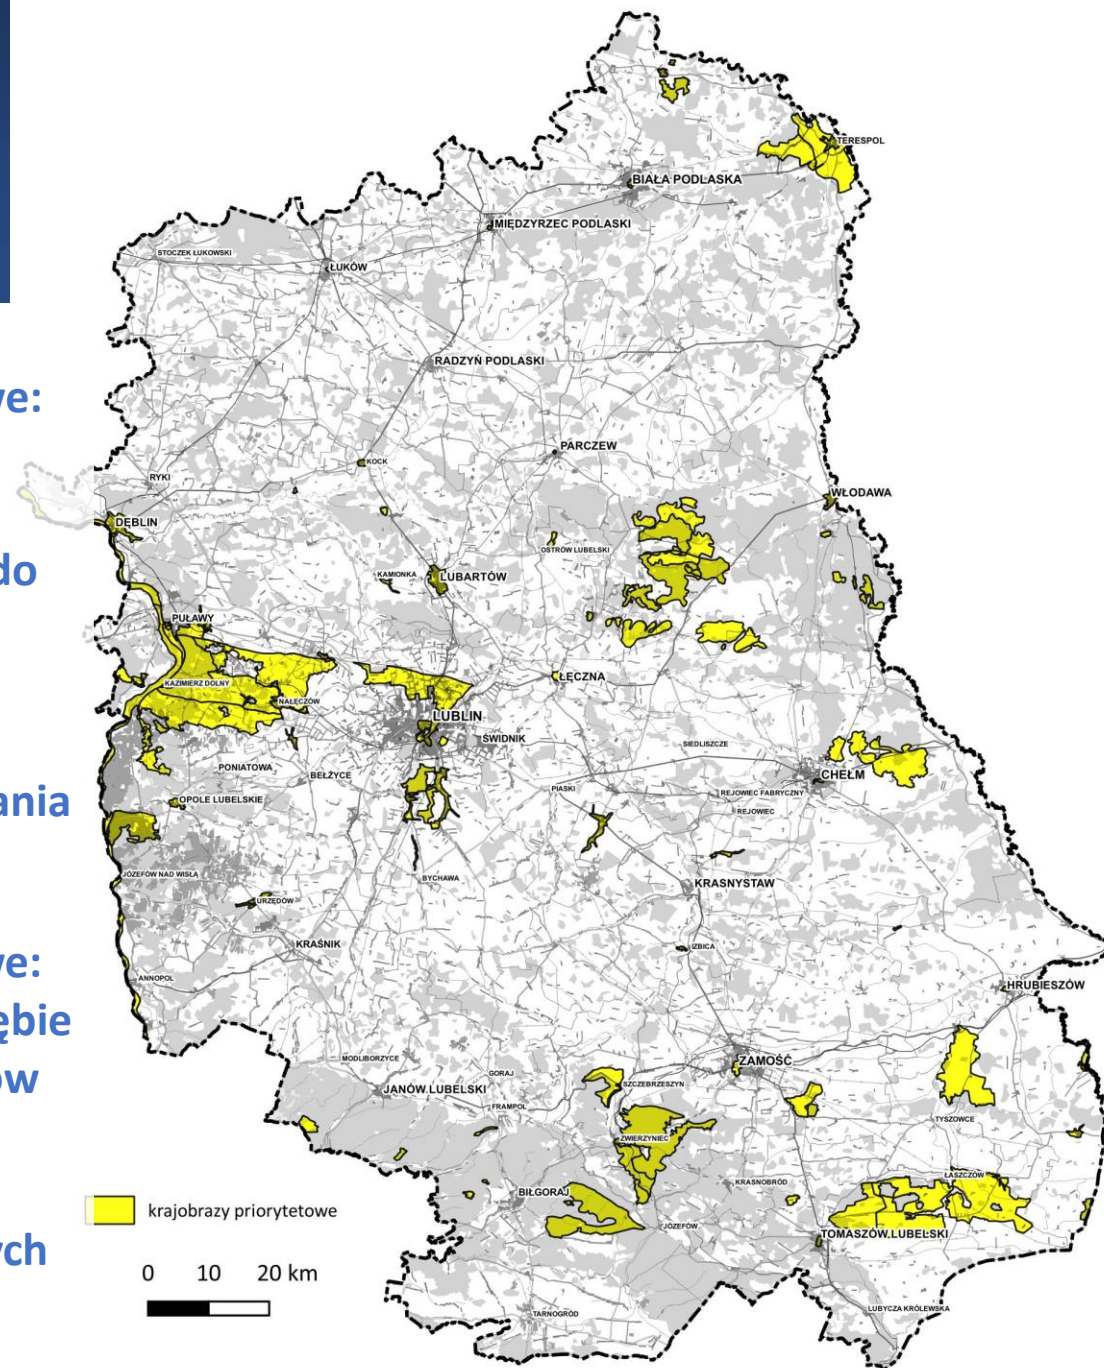 TERESPOL
BIAŁA PODLASKA
MIĘDZYRZEC PODLASKI
STOCZEK ŁUKOWSKI
ŁUKÓW
RADZYŃ PODLASKI
we:
PARCZEW
KOCK
RYKI
WŁODAWA
DĘBLIN
OSTRÓW LUBELSKI
do
KAMIONKA
LUBARTÓW
PUŁAWY
ŁĘCZNA
KAZIMIERZ DOLNY
NAŁĘCZÓW
LUBLIN
ŚWIDNIK
SIEDLISZCZE
PONIATOWA
BEŁŻYCE
CHEŁM
PIASKI
REJOWIEC FABRYCZNY
ania
OPOLE LUBELSKIE
REJOWIEC
JÓZEFÓW NAD WISŁĄ
BYCHAWA
KRASNYSTAW
URZĘDÓW
KRAŚNIK
IZBICA
we:
ANNOPOL
HRUBIESZÓW
ębie
MODLIBORZYCE
ZAMOŚĆ
ów
GORAJ
SZCZEBRZESZYN
JANÓW LUBELSKI
FRAMPOL
TYSZOWCE
ZWIERZYNIEC
ŁASZCZÓW
KRASNOBRÓD
BIŁGORAJ
krajobrazy priorytetowe
JÓZEFÓW
TOMASZÓW LUBELSKI
ych
0 10 20 km
TARNOGRÓD
LUBYCZA KRÓLEWSKA